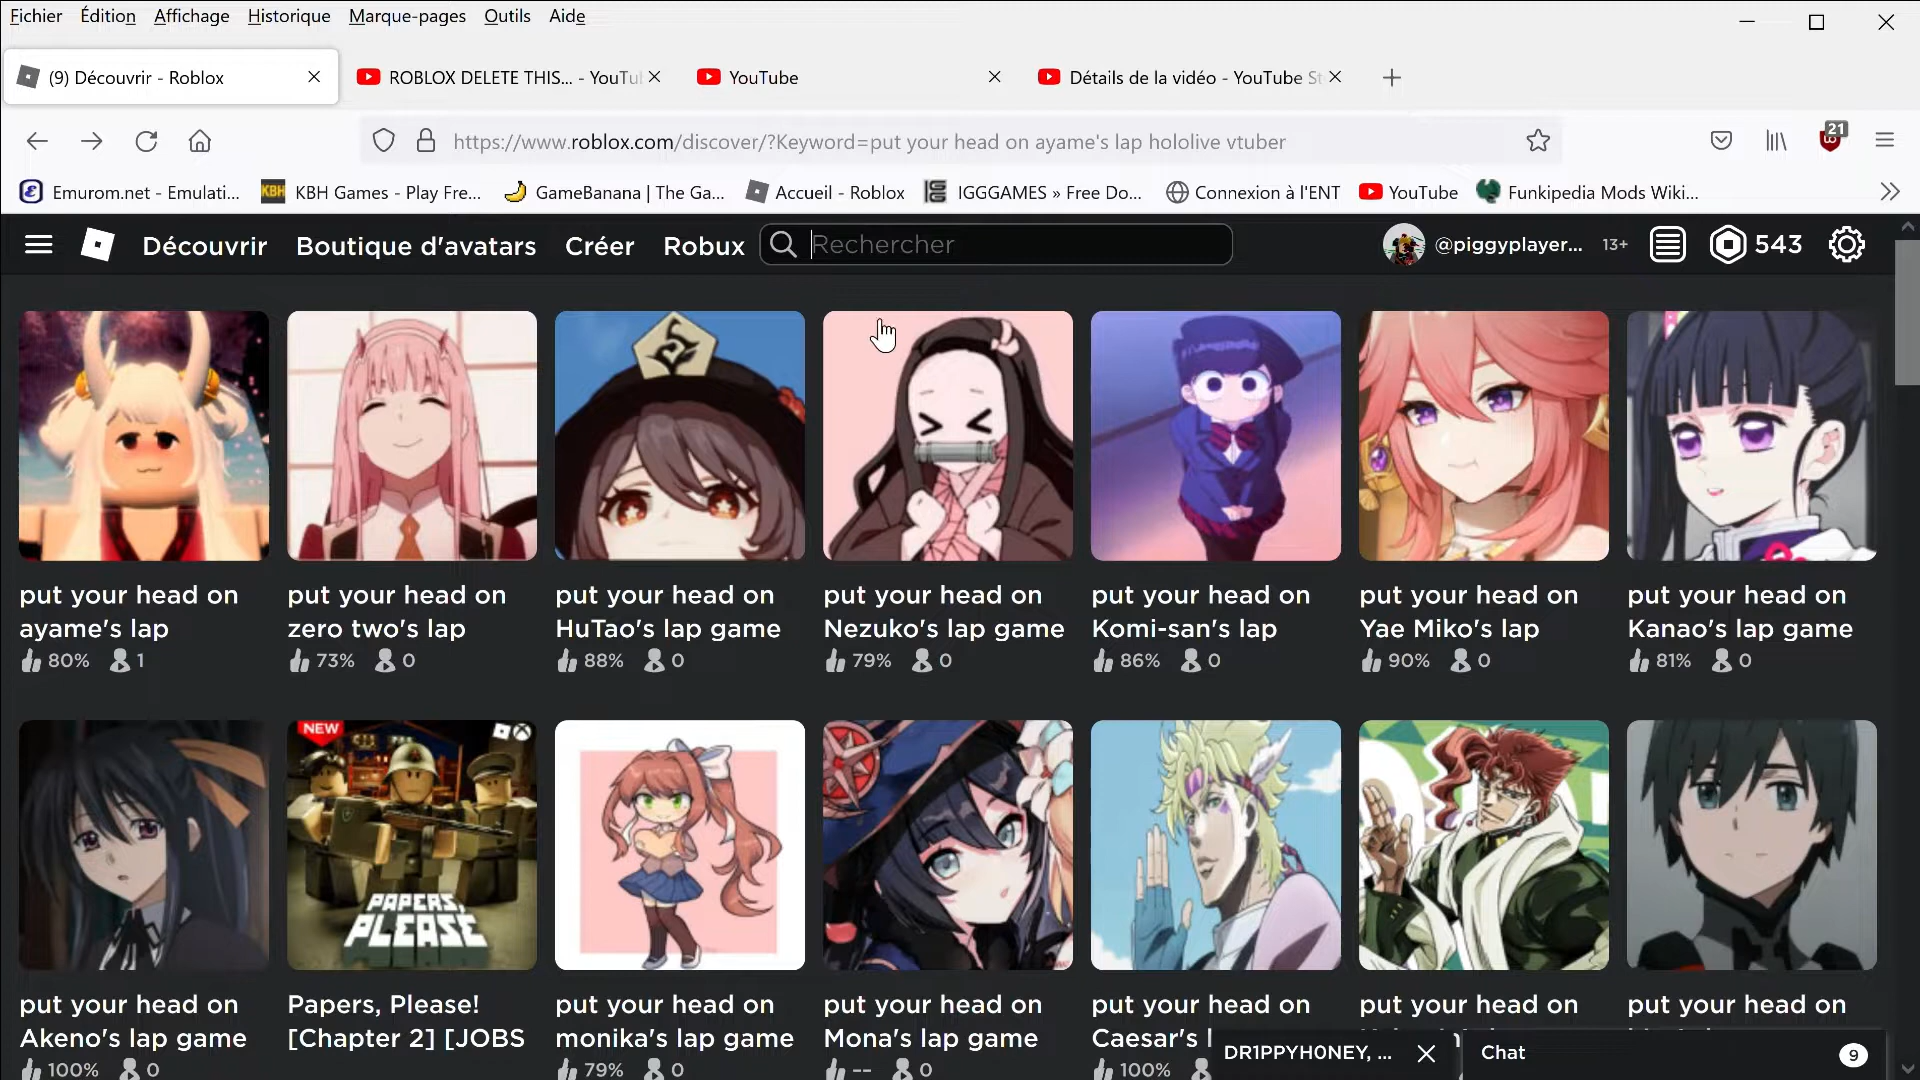 Fichier Édition Affichage Historique Marque-pages Outils Aide
(9) Découvrir - Roblox ROBLOX DELETE THIS... - YouTu YouTube Détails de la vidéo - YouTube St
https://www.roblox.com/discover/?Keyword=put your head on ayame's lap hololive vtuber 21
Emurom.net - Emulati... KBH KBH Games - Play Fre... GameBanana | The Ga... Accueil - Roblox IGGGAMES » Free Do... Connexion à l'ENT YouTube Funkipedia Mods Wiki...
Découvrir Boutique d'avatars Créer Robux Rechercher @piggyplayer... 13+ 543
put your head on put your head on put your head on put your head on put your head on put your head on put your head on
ayame's lap zero two's lap HuTao's lap game Nezuko's lap game Komi-san's lap Yae Miko's lap Kanao's lap game
80% 1 73% 0 88% 0 79% 0 86% 0 90% 0 81% 0
NEW
PAPERS,
PLEASE
put your head on Papers, Please! put your head on put your head on put your head on put your head on put your head on
Akeno's lap game [Chapter 2] [JOBS monika's lap game Mona's lap game Caesar's
100% 0 79% 0 -- 0 100%
DR1PPYH0NEY, ... Chat 9